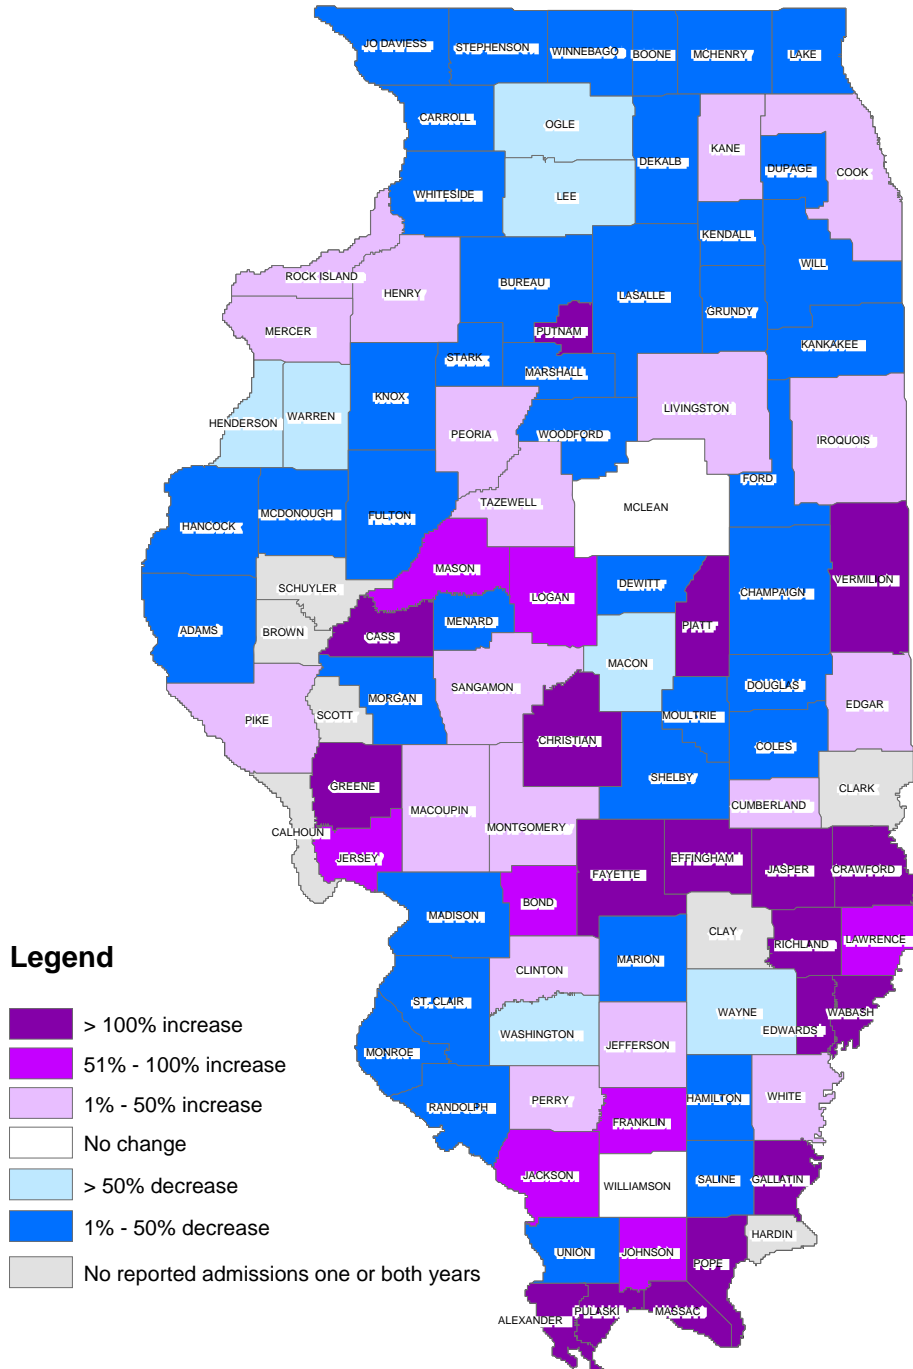 JO DAVIESS
STEPHENSON
WINNEBAGO
BOONE
MCHENRY
LAKE
CARROLL
OGLE
DEKALB
KANE
COOK
DUPAGE
WHITESIDE
LEE
KENDALL
WILL
ROCK ISLAND
HENRY
BUREAU
LASALLE
GRUNDY
MERCER
PUTNAM
KANKAKEE
STARK
MARSHALL
KNOX
HENDERSON
WARREN
PEORIA
WOODFORD
LIVINGSTON
IROQUOIS
FORD
HANCOCK
MCDONOUGH
FULTON
TAZEWELL
MCLEAN
MASON
LOGAN
DEWITT
CHAMPAIGN
VERMILION
SCHUYLER
ADAMS
BROWN
CASS
MENARD
PIATT
MACON
SANGAMON
PIKE
SCOTT
MORGAN
DOUGLAS
EDGAR
MOULTRIE
CHRISTIAN
COLES
SHELBY
GREENE
CLARK
CALHOUN
MACOUPIN
MONTGOMERY
CUMBERLAND
JERSEY
FAYETTE
EFFINGHAM
JASPER
CRAWFORD
MADISON
BOND
CLAY
RICHLAND
LAWRENCE
MARION
CLINTON
ST. CLAIR
WASHINGTON
WAYNE
EDWARDS
WABASH
MONROE
JEFFERSON
RANDOLPH
PERRY
HAMILTON
WHITE
FRANKLIN
JACKSON
WILLIAMSON
SALINE
GALLATIN
HARDIN
UNION
JOHNSON
POPE
ALEXANDER
PULASKI
MASSAC
Legend
> 100% increase
51% - 100% increase
1% - 50% increase
No change
> 50% decrease
1% - 50% decrease
No reported admissions one or both years